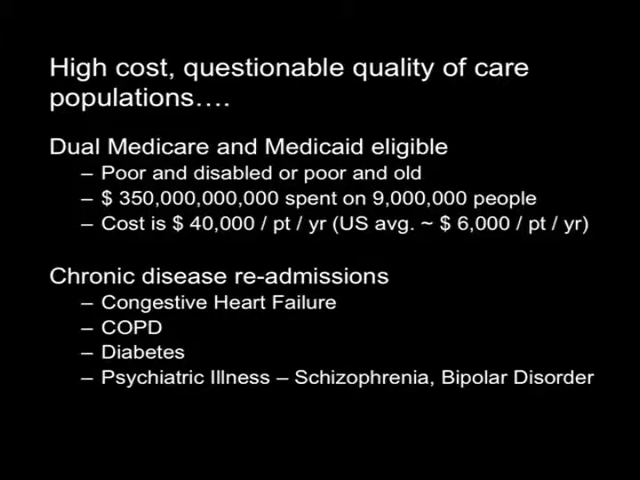 High cost, questionable quality of care
populations….
Dual Medicare and Medicaid eligible
– Poor and disabled or poor and old
– $ 350,000,000,000 spent on 9,000,000 people
– Cost is $ 40,000 / pt / yr (US avg. ~ $ 6,000 / pt / yr)
Chronic disease re-admissions
– Congestive Heart Failure
– COPD
– Diabetes
– Psychiatric Illness – Schizophrenia, Bipolar Disorder